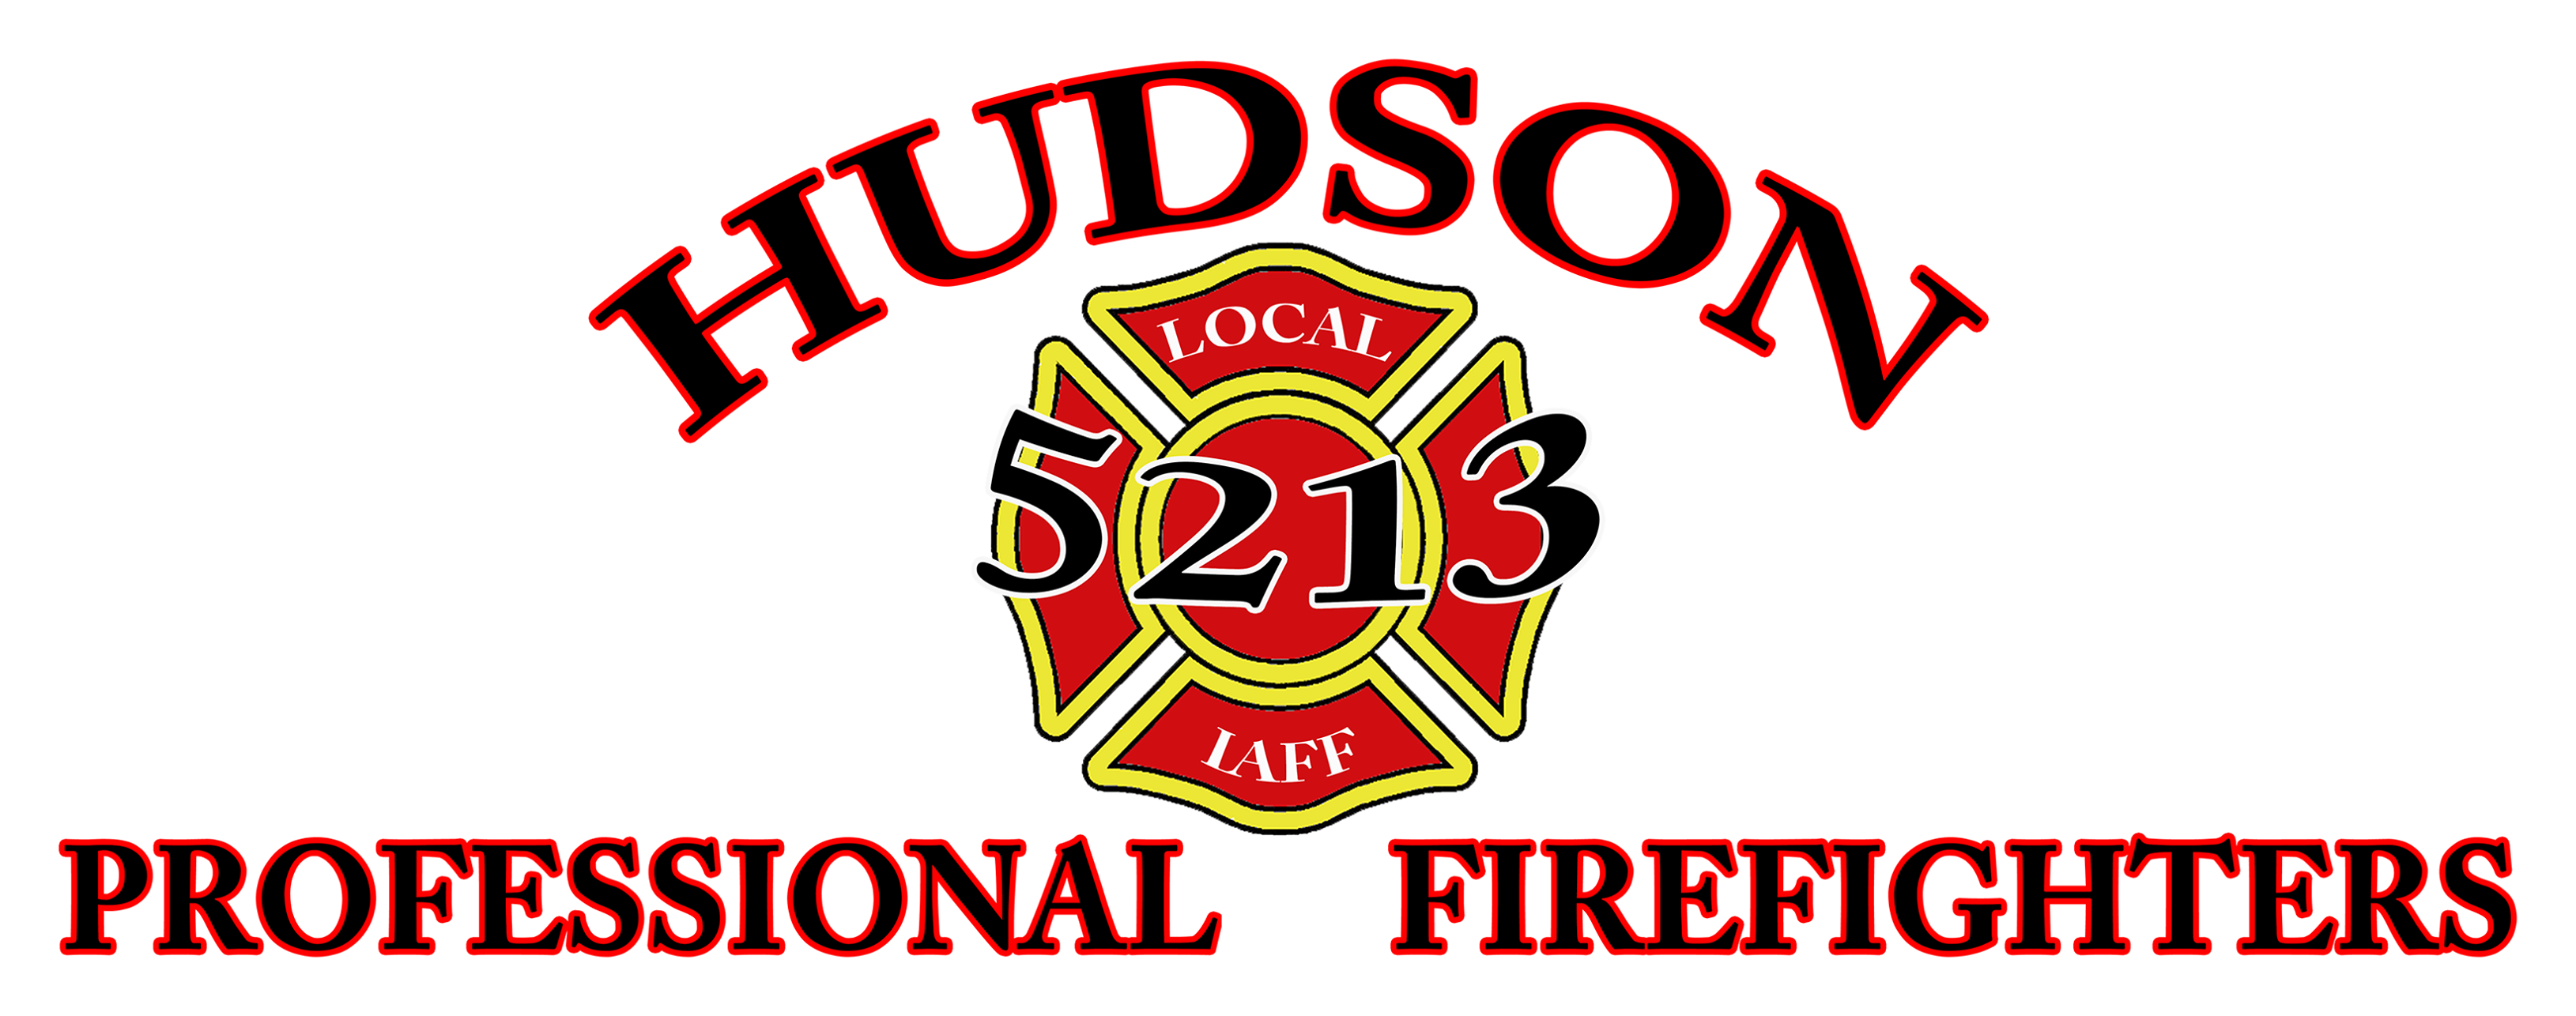 HUDSON
LOCAL
5213
IAFF
PROFESSIONAL FIREFIGHTERS